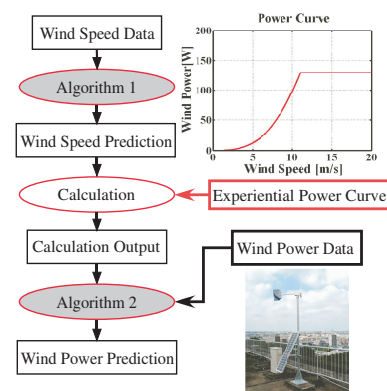 Wind Speed Data
Algorithm 1
Wind Speed Prediction
Calculation
Calculation Output
Algorithm 2
Wind Power Prediction
Power Curve
Wind Power[W]
200
150
100
50
0
0 5 10 15 20
Wind Speed [m/s]
Experiential Power Curve
Wind Power Data